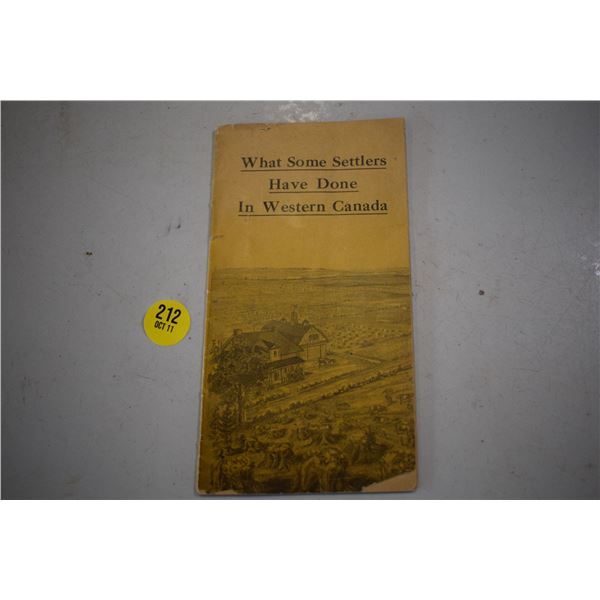 What Some Settlers
Have Done
In Western Canada
212
OCT 11